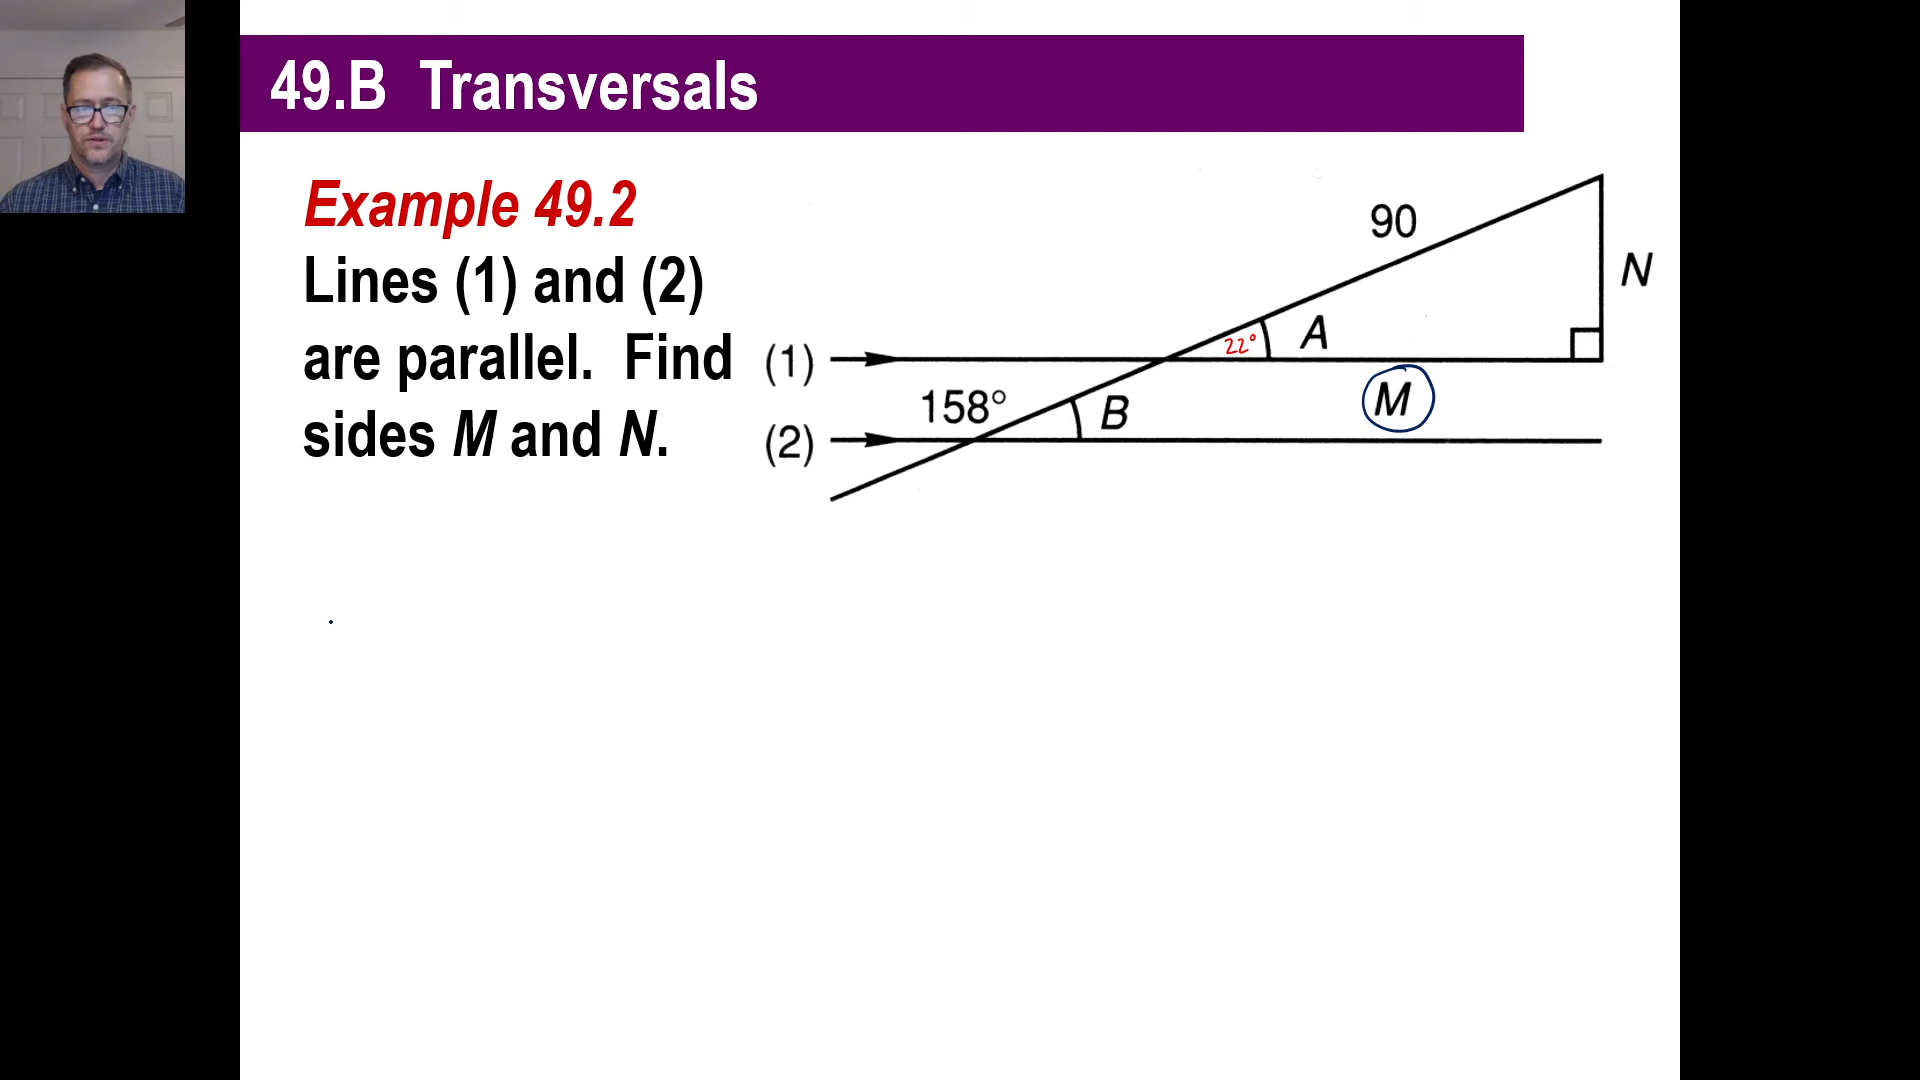 49.B Transversals
Example 49.2
Lines (1) and (2)
are parallel. Find
sides M and N.
90
N
22° A
(1)
M
158° B
(2)